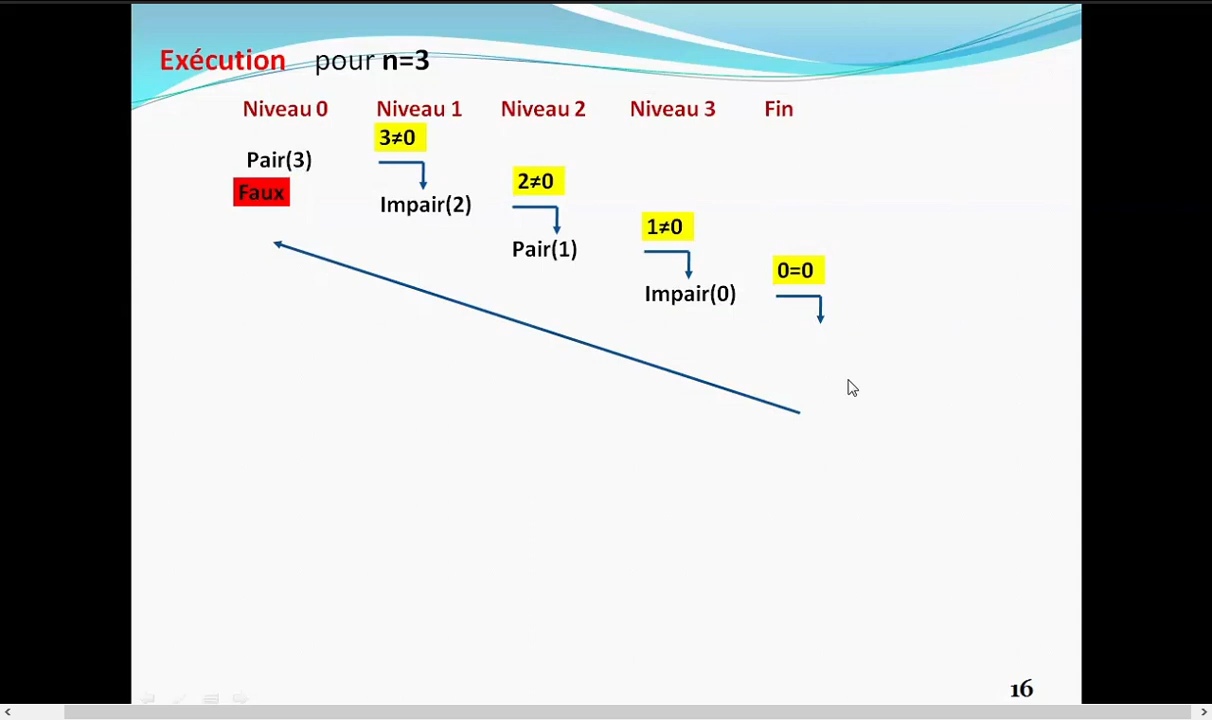 Exécution pour n=3
Niveau 0 Niveau 1 Niveau 2 Niveau 3 Fin
3≠0
Pair(3)
Faux
2≠0
Impair(2)
1≠0
Pair(1)
0=0
Impair(0)
16